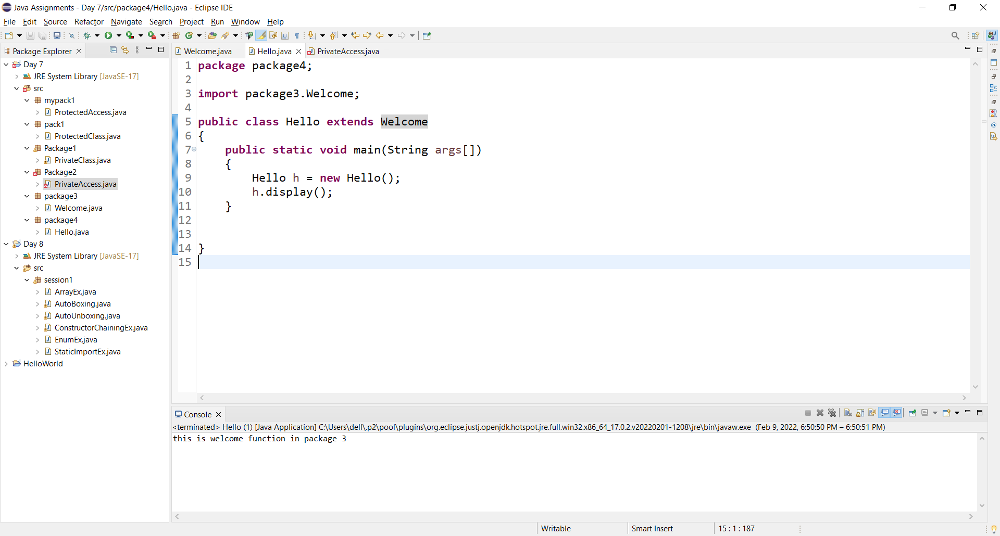 Java Assignments - Day 7/src/package4/Hello.java - Eclipse IDE
File Edit Source Refactor Navigate Search Project Run Window Help
Package Explorer
Day 7
JRE System Library [JavaSE-17]
src
mypack1
ProtectedAccess.java
pack1
ProtectedClass.java
Package1
PrivateClass.java
Package2
PrivateAccess.java
package3
Welcome.java
package4
Hello.java
Day 8
JRE System Library [JavaSE-17]
src
session1
ArrayEx.java
AutoBoxing.java
AutoUnboxing.java
ConstructorChainingEx.java
EnumEx.java
StaticImportEx.java
HelloWorld
Welcome.java Hello.java PrivateAccess.java
1 package package4;
2
3 import package3.Welcome;
4
5 public class Hello extends Welcome
6 {
7 public static void main(String args[])
8 {
9 Hello h = new Hello();
10 h.display();
11 }
12
13
14 }
15
Console
<terminated> Hello (1) [Java Application] C:\Users\dell\.p2\pool\plugins\org.eclipse.justj.openjdk.hotspot.jre.full.win32.x86_64_17.0.2.v20220201-1208\jre\bin\javaw.exe (Feb 9, 2022, 6:50:50 PM – 6:50:51 PM)
this is welcome function in package 3
Writable Smart Insert 15 : 1 : 187